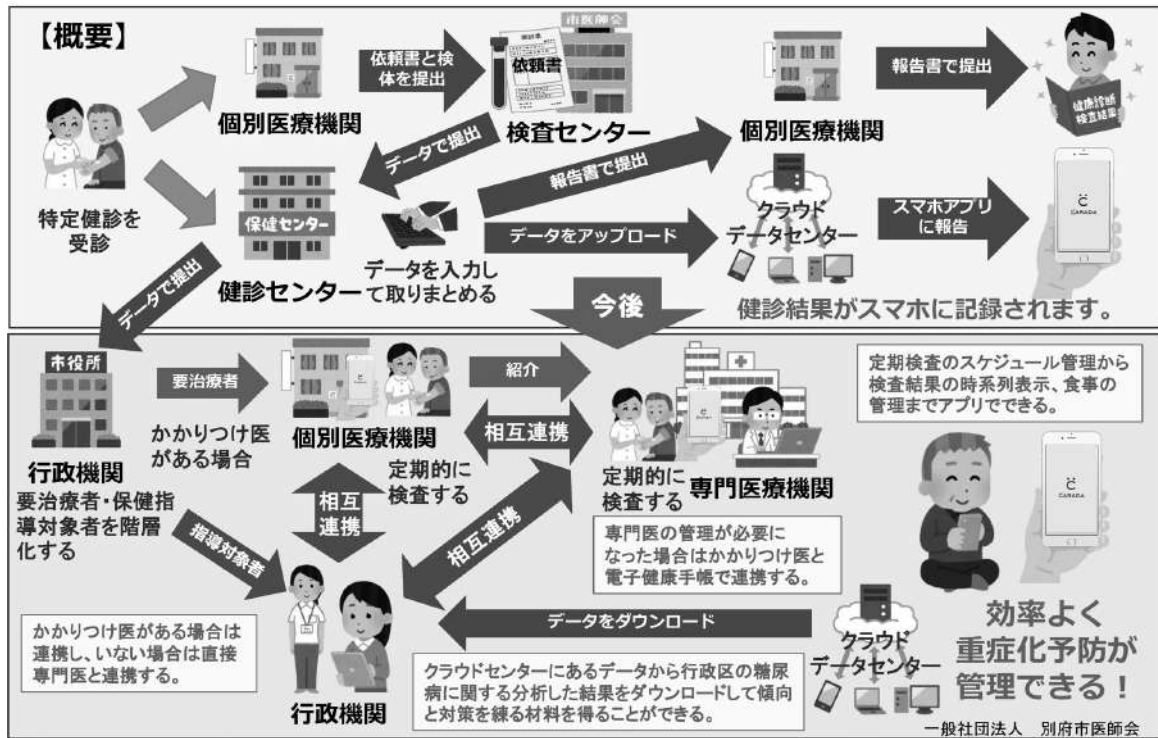 【概要】
市医師会
依頼書と検
体を提出
依頼書
報告書で提出
健康診断
検査結果
個別医療機関
検査センター
個別医療機関
データで提出
報告書で提出
特定健診を
受診
保健センター
クラウド
データセンター
データをアップロード
スマホアプリ
に報告
CARADA
データで提出
健診センター
データを入力し
て取りまとめる
今後
健診結果がスマホに記録されます。
市役所
要治療者
紹介
定期検査のスケジュール管理から
検査結果の時系列表示、食事の
管理までアプリでできる。
かかりつけ医
がある場合
個別医療機関
相互連携
行政機関
定期的に
検査する
定期的に
検査する
専門医療機関
CARADA
要治療者・保健指
導対象者を階層
化する
相互
連携
相互連携
指導対象者
専門医の管理が必要に
なった場合はかかりつけ医と
電子健康手帳で連携する。
データをダウンロード
効率よく
重症化予防が
管理できる！
かかりつけ医がある場合は
連携し、いない場合は直接
専門医と連携する。
クラウド
データセンター
クラウドセンターにあるデータから行政区の糖尿
病に関する分析した結果をダウンロードして傾向
と対策を練る材料を得ることができる。
行政機関
一般社団法人　別府市医師会